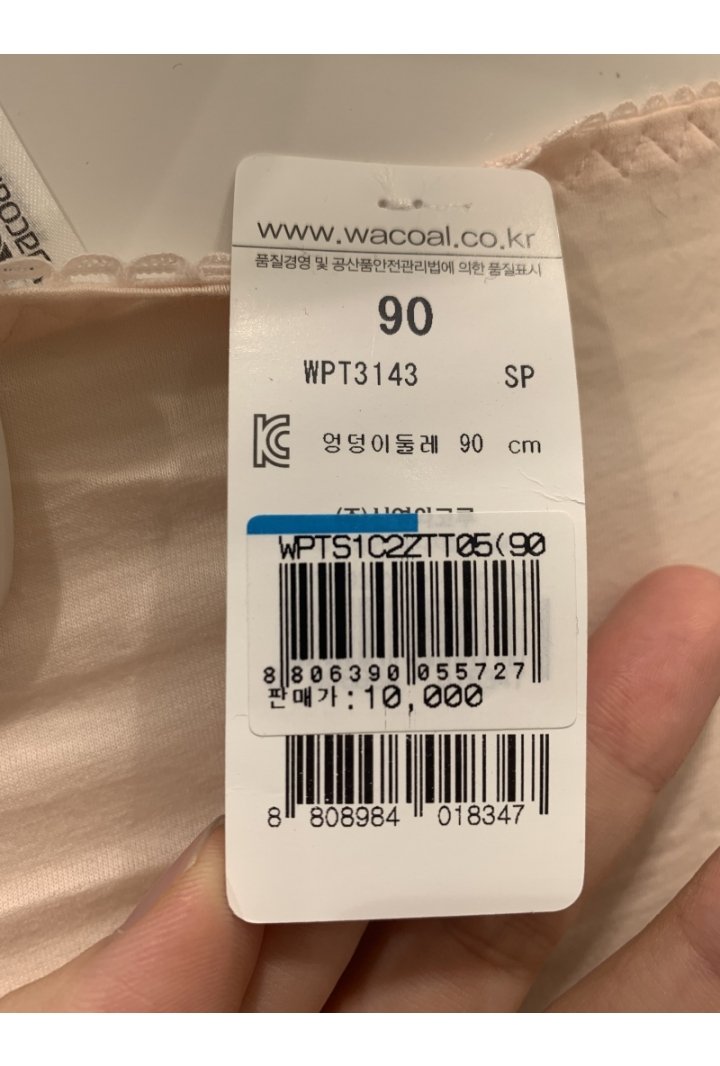 www.wacoal.co.kr
품질경영 및 공산품안전관리법에 의한 품질표시
90
WPT3143 SP
엉덩이둘레 90 cm
WPTS1C2ZTT05(90
8 806390 055727
판매가:10,000
8 808984 018347